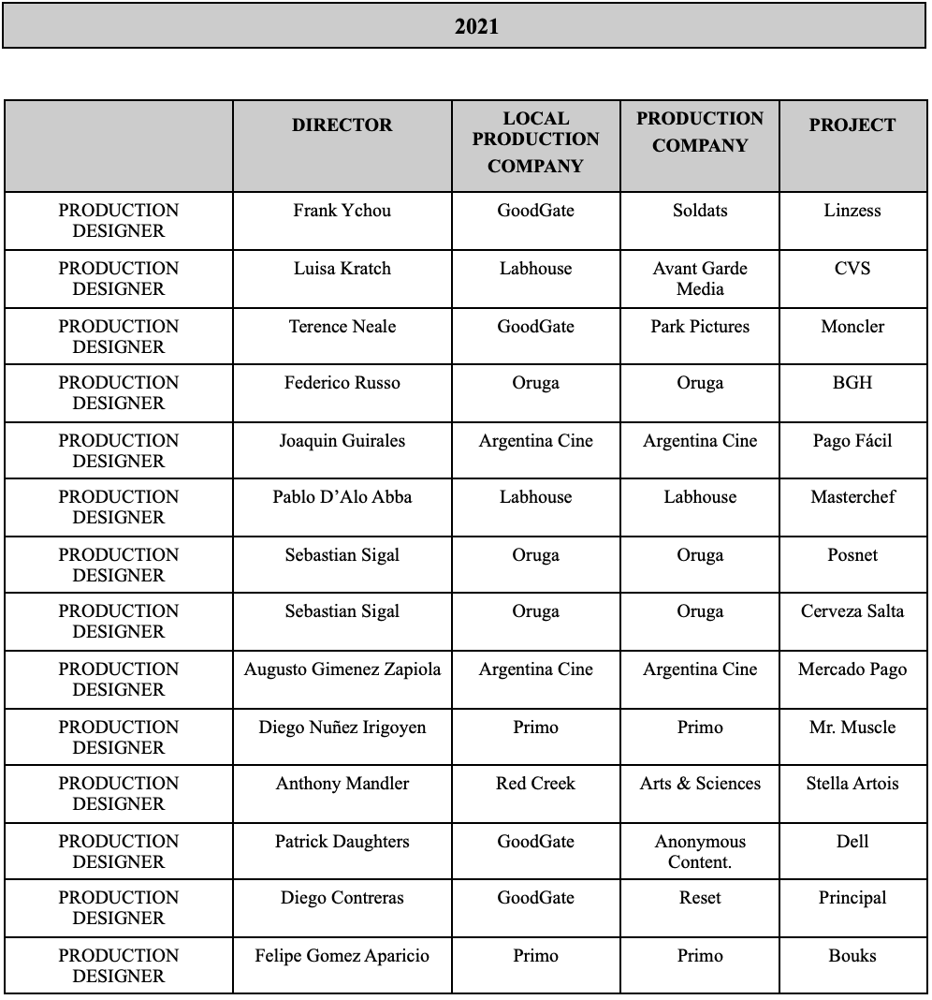 2021
DIRECTOR
LOCAL
PRODUCTION
COMPANY
PRODUCTION
COMPANY
PROJECT
PRODUCTION
DESIGNER
Frank Ychou
GoodGate
Soldats
Linzess
PRODUCTION
DESIGNER
Luisa Kratch
Labhouse
Avant Garde
Media
CVS
PRODUCTION
DESIGNER
Terence Neale
GoodGate
Park Pictures
Moncler
PRODUCTION
DESIGNER
Federico Russo
Oruga
Oruga
BGH
PRODUCTION
DESIGNER
Joaquin Guirales
Argentina Cine
Argentina Cine
Pago Fácil
PRODUCTION
DESIGNER
Pablo D’Alo Abba
Labhouse
Labhouse
Masterchef
PRODUCTION
DESIGNER
Sebastian Sigal
Oruga
Oruga
Posnet
PRODUCTION
DESIGNER
Sebastian Sigal
Oruga
Oruga
Cerveza Salta
PRODUCTION
DESIGNER
Augusto Gimenez Zapiola
Argentina Cine
Argentina Cine
Mercado Pago
PRODUCTION
DESIGNER
Diego Nuñez Irigoyen
Primo
Primo
Mr. Muscle
PRODUCTION
DESIGNER
Anthony Mandler
Red Creek
Arts & Sciences
Stella Artois
PRODUCTION
DESIGNER
Patrick Daughters
GoodGate
Anonymous
Content.
Dell
PRODUCTION
DESIGNER
Diego Contreras
GoodGate
Reset
Principal
PRODUCTION
DESIGNER
Felipe Gomez Aparicio
Primo
Primo
Bouks